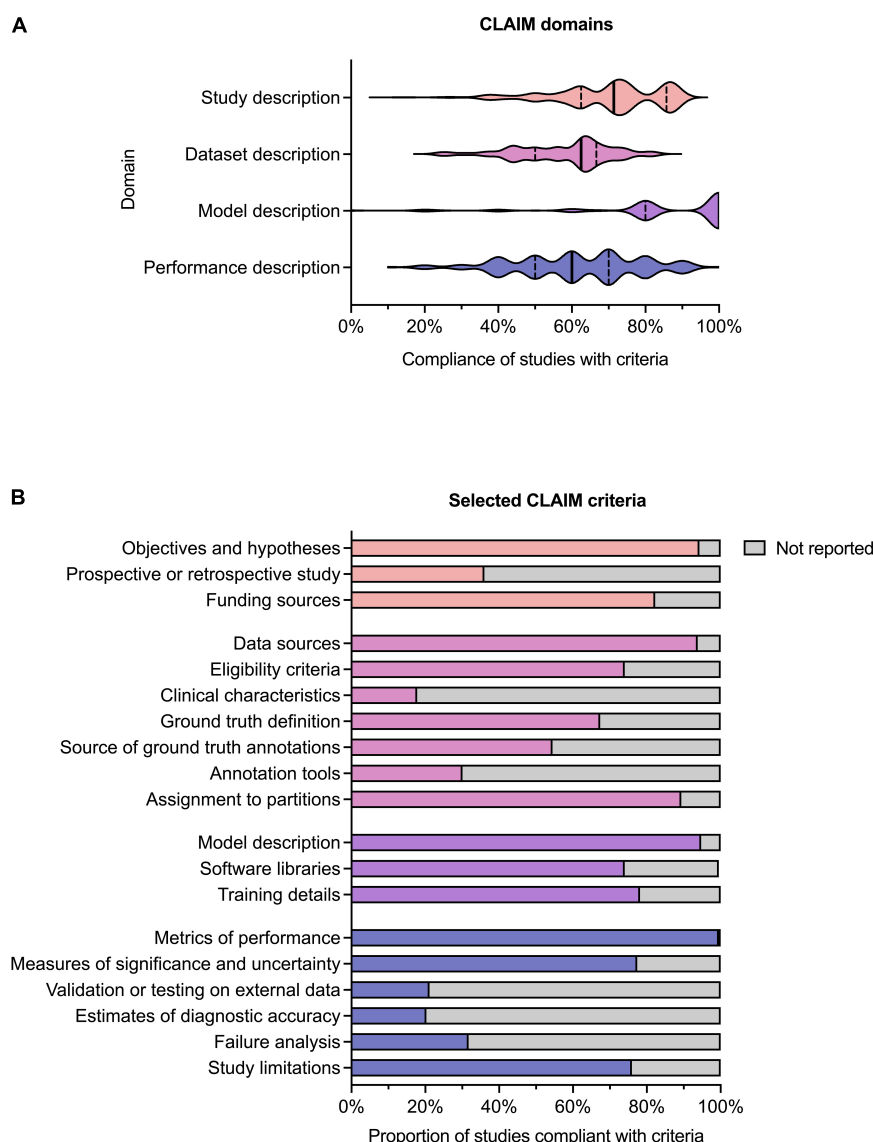 A
CLAIM domains
Domain
Study description
Dataset description
Model description
Performance description
0% 20% 40% 60% 80% 100%
Compliance of studies with criteria
B
Selected CLAIM criteria
Objectives and hypotheses
Not reported
Prospective or retrospective study
Funding sources
Data sources
Eligibility criteria
Clinical characteristics
Ground truth definition
Source of ground truth annotations
Annotation tools
Assignment to partitions
Model description
Software libraries
Training details
Metrics of performance
Measures of significance and uncertainty
Validation or testing on external data
Estimates of diagnostic accuracy
Failure analysis
Study limitations
0% 20% 40% 60% 80% 100%
Proportion of studies compliant with criteria